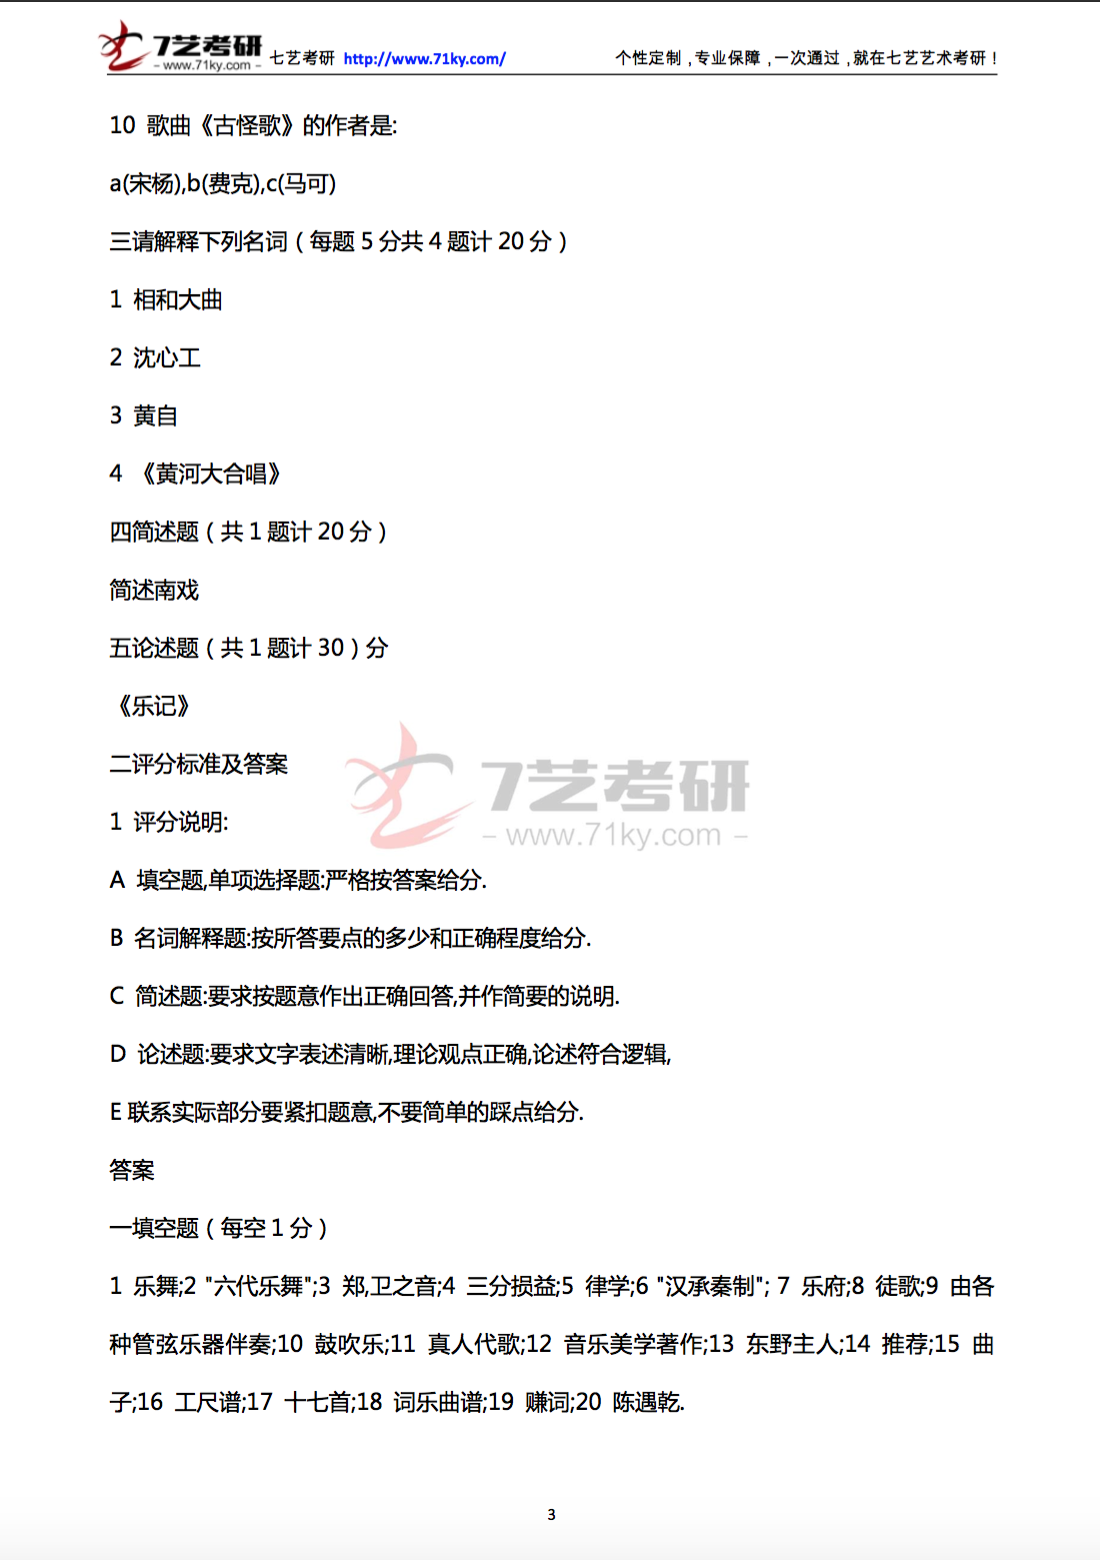 7艺考研
– www.71ky.com –
七艺考研 http://www.71ky.com/ 个性定制,专业保障,一次通过,就在七艺艺术考研!
10 歌曲《古怪歌》的作者是:
a(宋杨),b(费克),c(马可)
三请解释下列名词(每题5分共4题计20分)
1 相和大曲
2 沈心工
3 黄自
4 《黄河大合唱》
四简述题(共1题计20分)
简述南戏
五论述题(共1题计30)分
《乐记》
二评分标准及答案
1 评分说明:
A 填空题,单项选择题:严格按答案给分.
B 名词解释题:按所答要点的多少和正确程度给分.
C 简述题:要求按题意作出正确回答,并作简要的说明.
D 论述题:要求文字表述清晰,理论观点正确,论述符合逻辑,
E联系实际部分要紧扣题意,不要简单的踩点给分.
答案
一填空题(每空1分)
1 乐舞;2 "六代乐舞";3 郑,卫之音;4 三分损益;5 律学;6 "汉承秦制"; 7 乐府;8 徒歌;9 由各
种管弦乐器伴奏;10 鼓吹乐;11 真人代歌;12 音乐美学著作;13 东野主人;14 推荐;15 曲
子;16 工尺谱;17 十七首;18 词乐曲谱;19 赚词;20 陈遇乾.
7艺考研
– www.71ky.com –
3